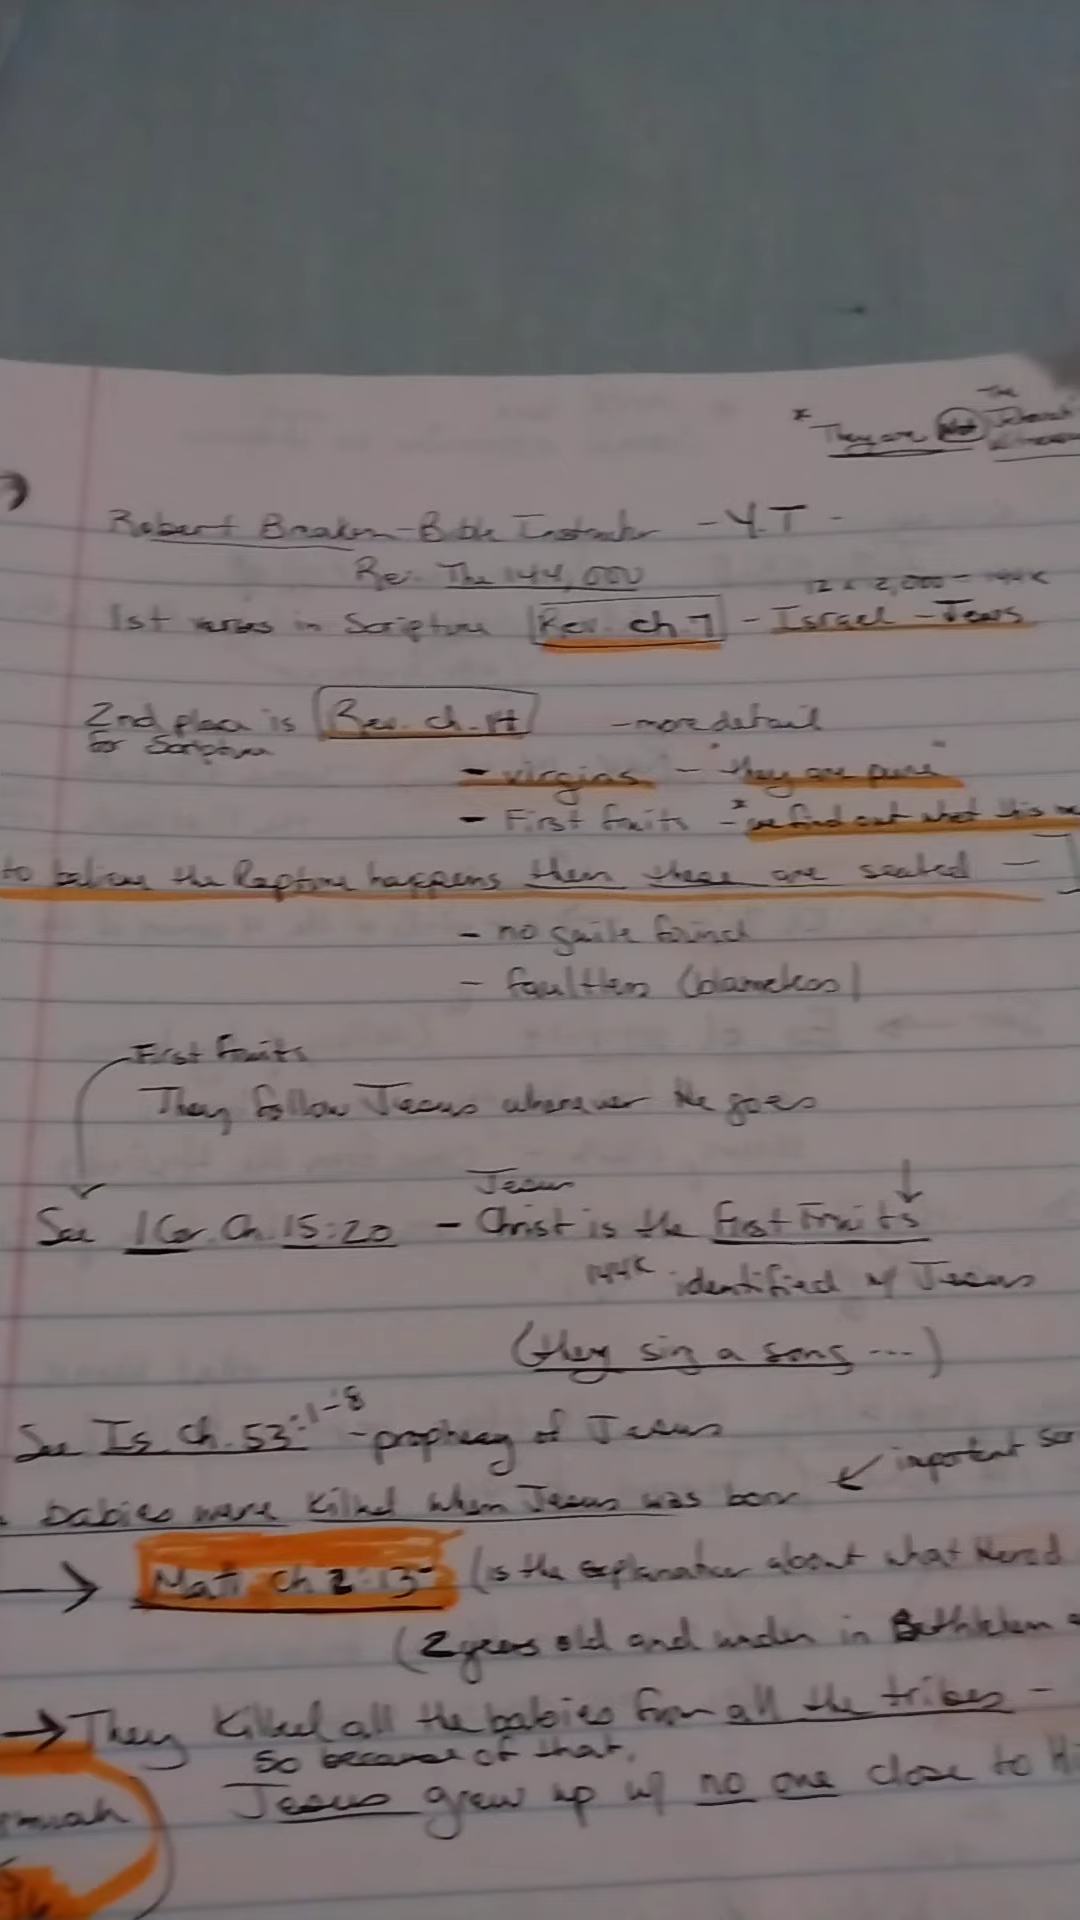 The
* They are Not Jehovah
Robert Breaker - Bible Instructor - Y.T -
Re: The 144,000
12 x 2,000 - 144K
1st verses in Scripture Rev. ch 7 - Israel - Jews
2nd place is Rev. ch. 14 - more detail
for Scripture
- virgins - "they are pure"
- First fruits - * we find out what this
to believe the Rapture happens then these are sealed -
- no guile found
- faultless (blameless)
First Fruits
They follow Jesus wherever He goes
Jesus
See 1 Cor. Ch. 15:20 - Christ is the First Fruits
144K identified w/ Jesus
(they sing a song ...)
See Is. Ch. 53:1-8 - prophecy of Jesus
important
babies were killed when Jesus was born
Matt Ch 2:13- (is the explanation about what Herod
(2 years old and under in Bethlehem
They killed all the babies from all the tribes -
So because of that,
Jesus grew up w/ no one close to